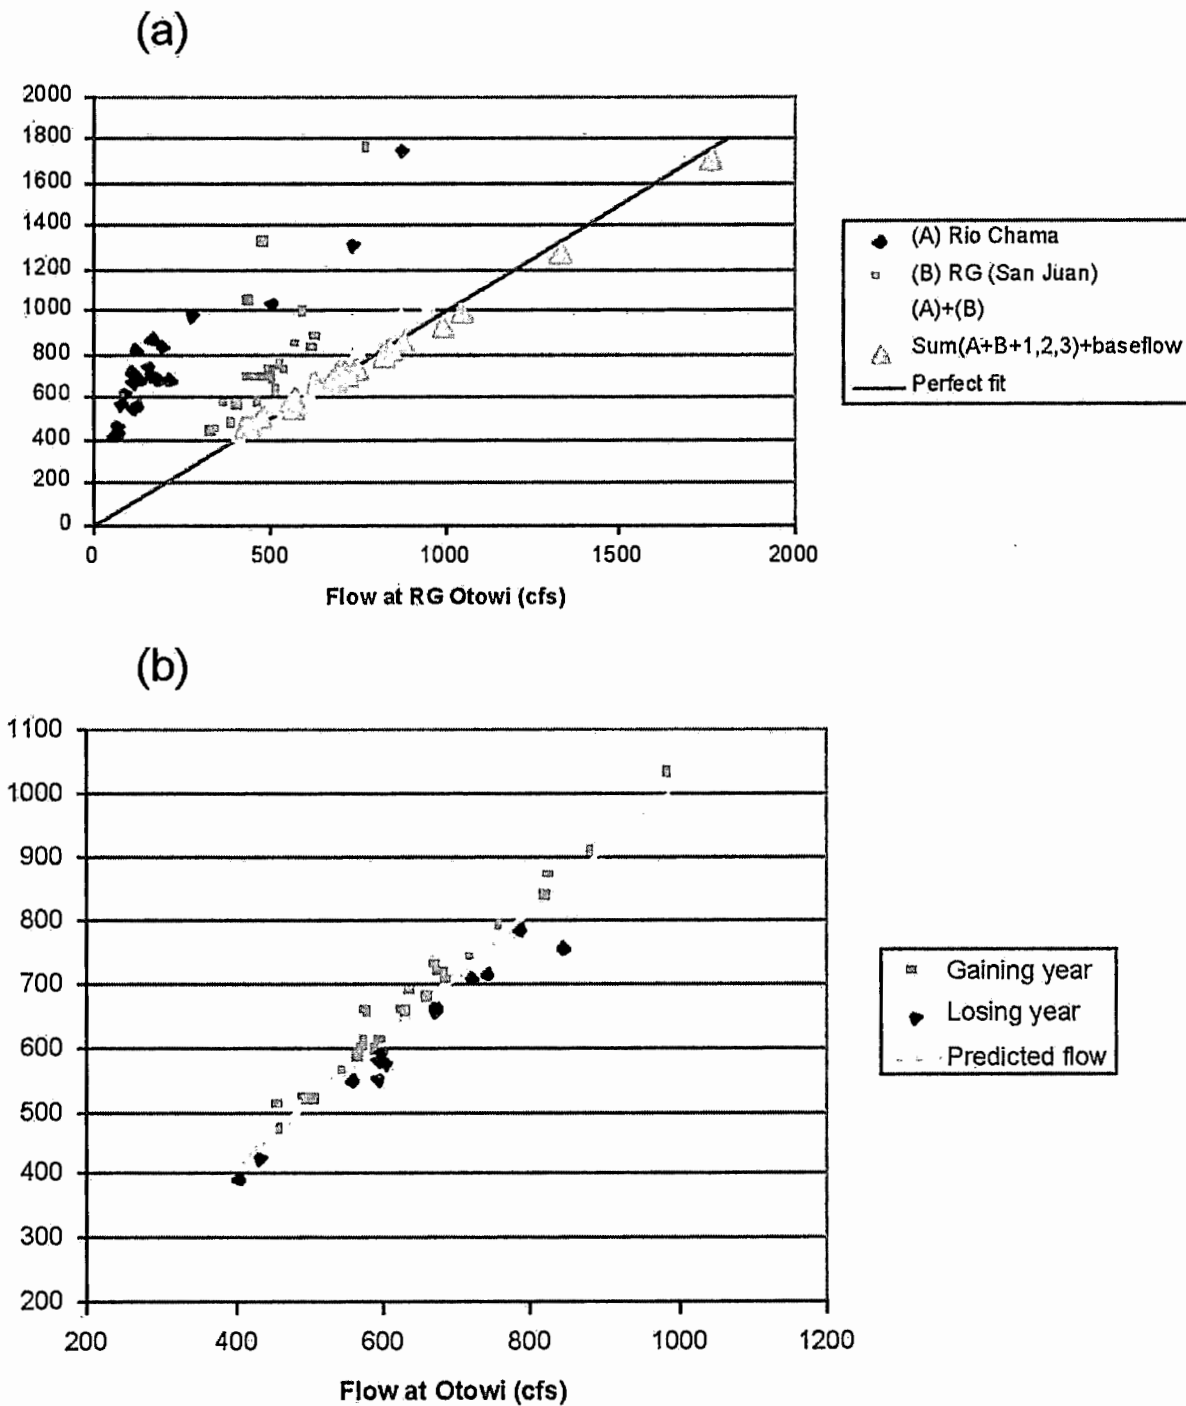 (a)
2000
1800
1600
1400
1200
1000
800
600
400
200
0
0 500 1000 1500 2000
Flow at RG Otowi (cfs)
(A) Rio Chama
(B) RG (San Juan)
(A)+(B)
Sum(A+B+1,2,3)+baseflow
Perfect fit
(b)
1100
1000
900
800
700
600
500
400
300
200
200 400 600 800 1000 1200
Flow at Otowi (cfs)
Gaining year
Losing year
Predicted flow